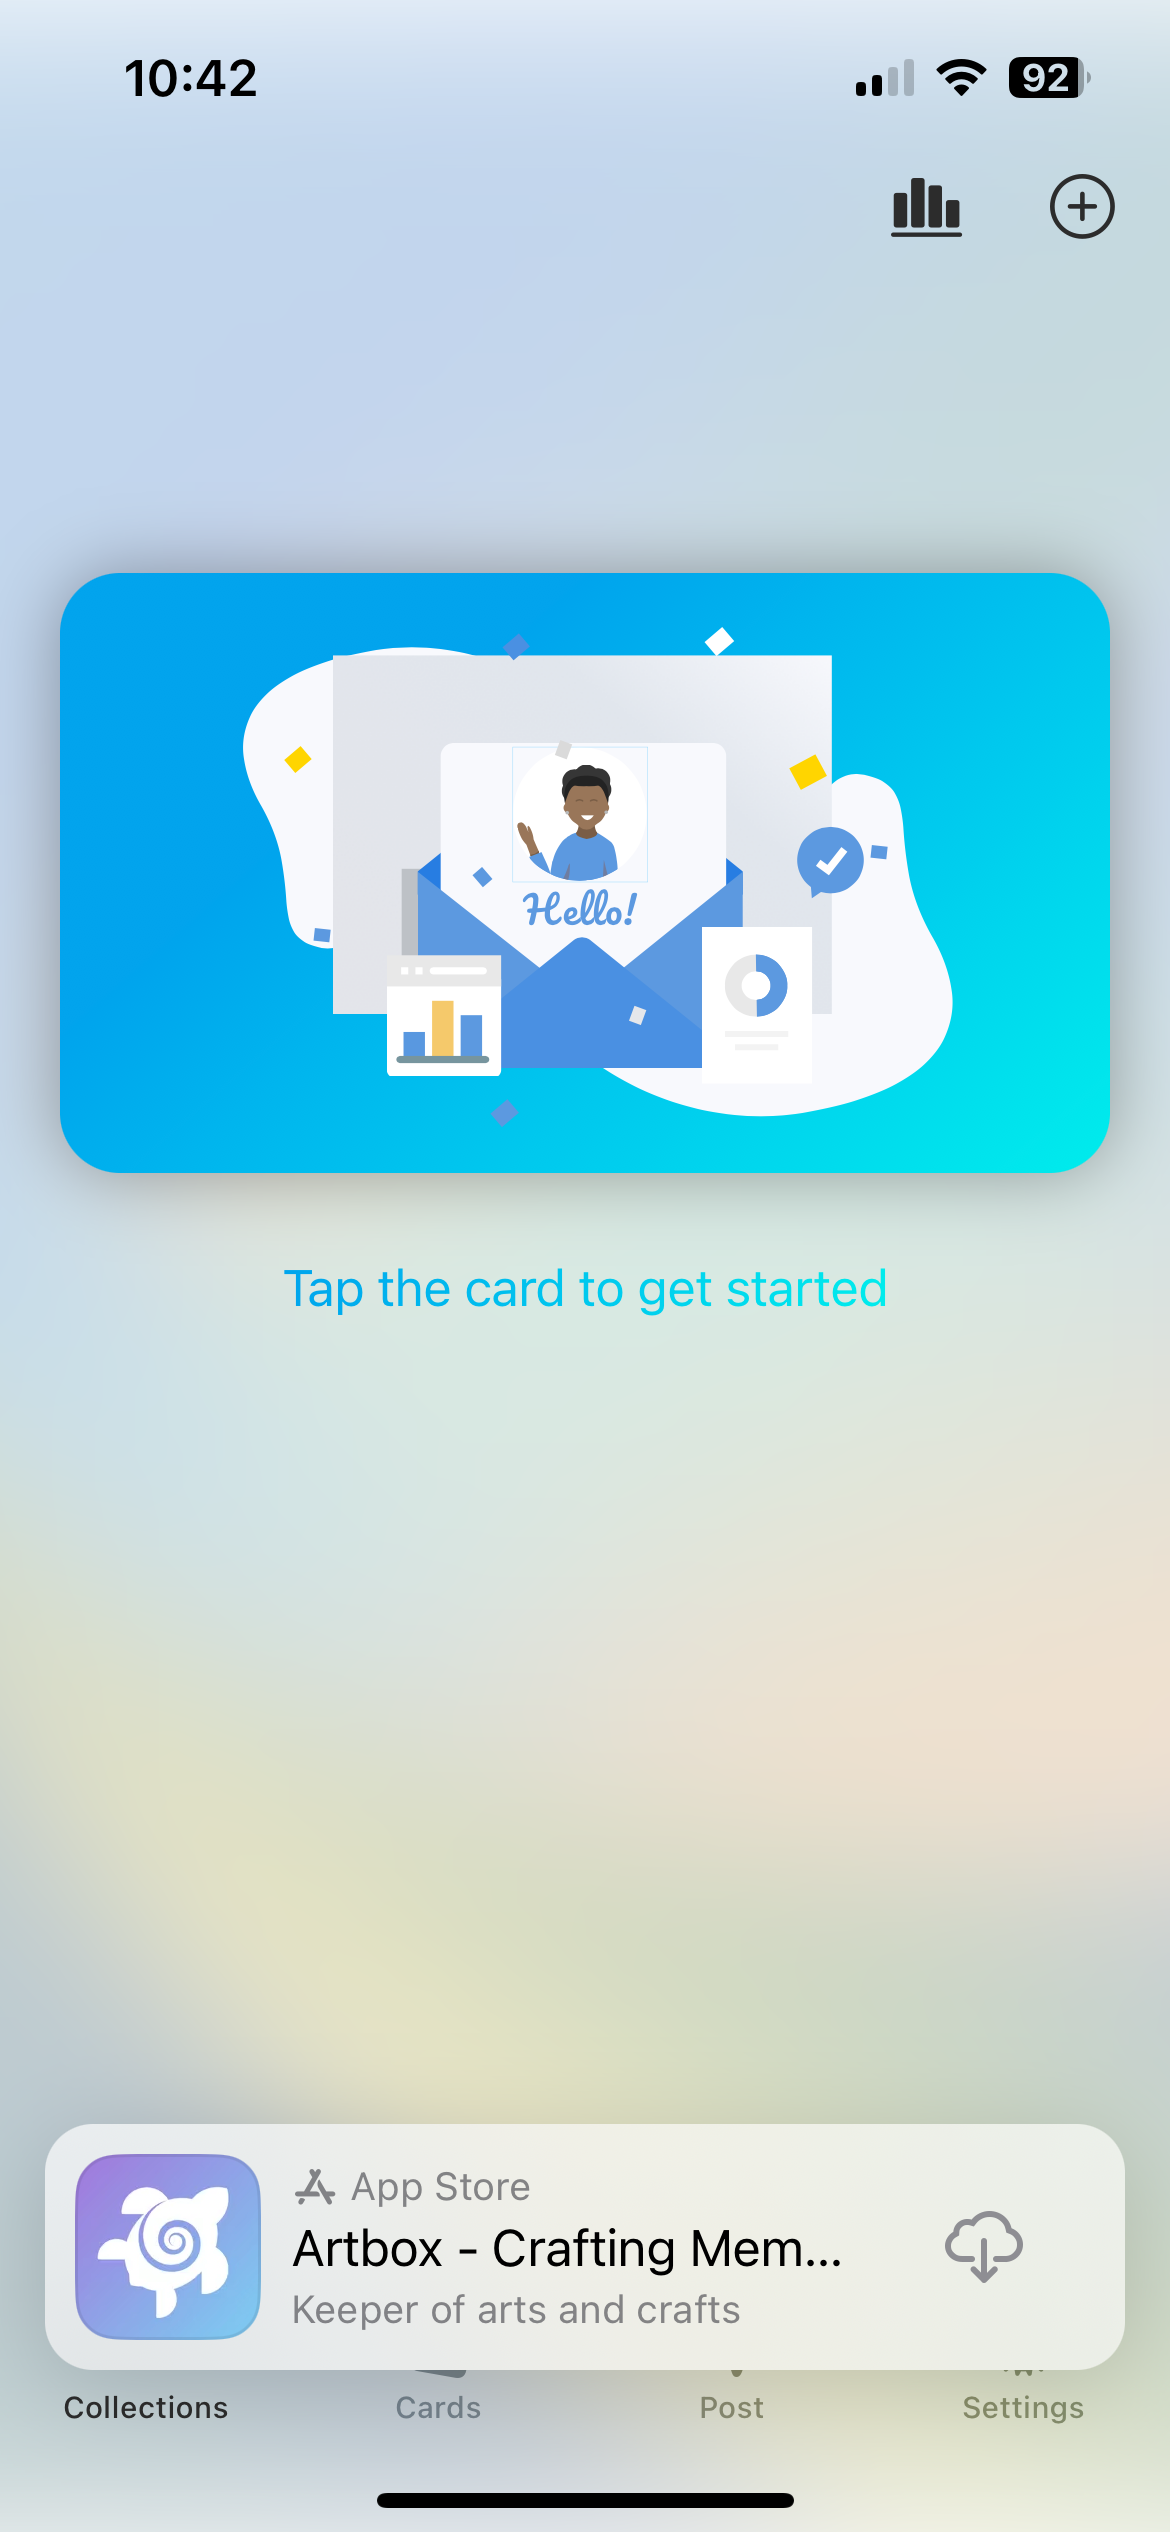 10:42
92
Hello!
Tap the card to get started
App Store
Artbox - Crafting Mem...
Keeper of arts and crafts
Collections
Cards
Post
Settings